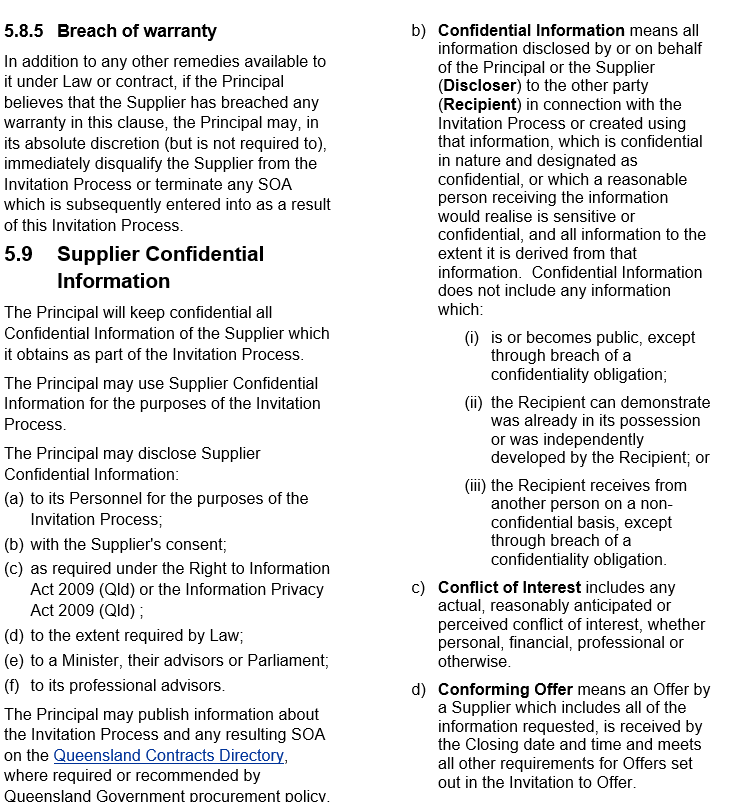 5.8.5 Breach of warranty
In addition to any other remedies available to
it under Law or contract, if the Principal
believes that the Supplier has breached any
warranty in this clause, the Principal may, in
its absolute discretion (but is not required to),
immediately disqualify the Supplier from the
Invitation Process or terminate any SOA
which is subsequently entered into as a result
of this Invitation Process.
5.9 Supplier Confidential
Information
The Principal will keep confidential all
Confidential Information of the Supplier which
it obtains as part of the Invitation Process.
The Principal may use Supplier Confidential
Information for the purposes of the Invitation
Process.
The Principal may disclose Supplier
Confidential Information:
(a) to its Personnel for the purposes of the
Invitation Process;
(b) with the Supplier's consent;
(c) as required under the Right to Information
Act 2009 (Qld) or the Information Privacy
Act 2009 (Qld) ;
(d) to the extent required by Law;
(e) to a Minister, their advisors or Parliament;
(f) to its professional advisors.
The Principal may publish information about
the Invitation Process and any resulting SOA
on the Queensland Contracts Directory,
where required or recommended by
Queensland Government procurement policy.
b) Confidential Information means all
information disclosed by or on behalf
of the Principal or the Supplier
(Discloser) to the other party
(Recipient) in connection with the
Invitation Process or created using
that information, which is confidential
in nature and designated as
confidential, or which a reasonable
person receiving the information
would realise is sensitive or
confidential, and all information to the
extent it is derived from that
information. Confidential Information
does not include any information
which:
(i) is or becomes public, except
through breach of a
confidentiality obligation;
(ii) the Recipient can demonstrate
was already in its possession
or was independently
developed by the Recipient; or
(iii) the Recipient receives from
another person on a non-
confidential basis, except
through breach of a
confidentiality obligation.
c) Conflict of Interest includes any
actual, reasonably anticipated or
perceived conflict of interest, whether
personal, financial, professional or
otherwise.
d) Conforming Offer means an Offer by
a Supplier which includes all of the
information requested, is received by
the Closing date and time and meets
all other requirements for Offers set
out in the Invitation to Offer.